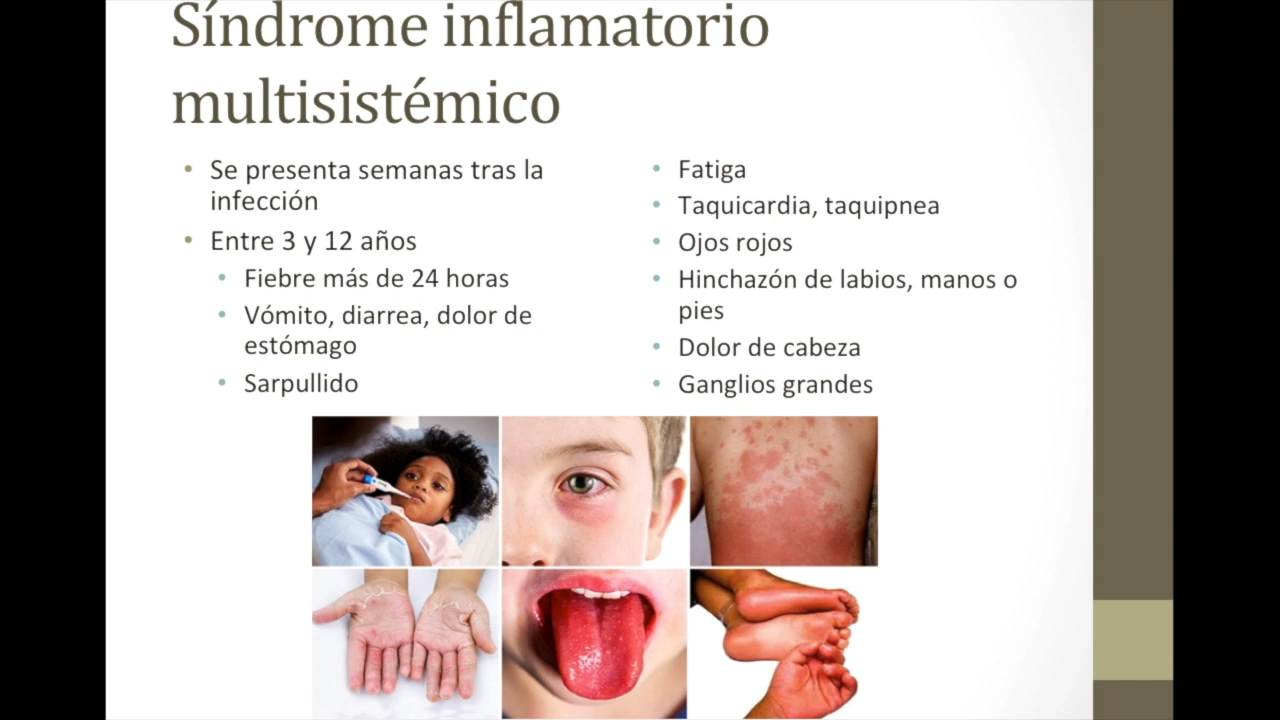 Síndrome inflamatorio
multisistémico
• Se presenta semanas tras la
infección
• Entre 3 y 12 años
• Fiebre más de 24 horas
• Vómito, diarrea, dolor de
estómago
• Sarpullido
• Fatiga
• Taquicardia, taquipnea
• Ojos rojos
• Hinchazón de labios, manos o
pies
• Dolor de cabeza
• Ganglios grandes